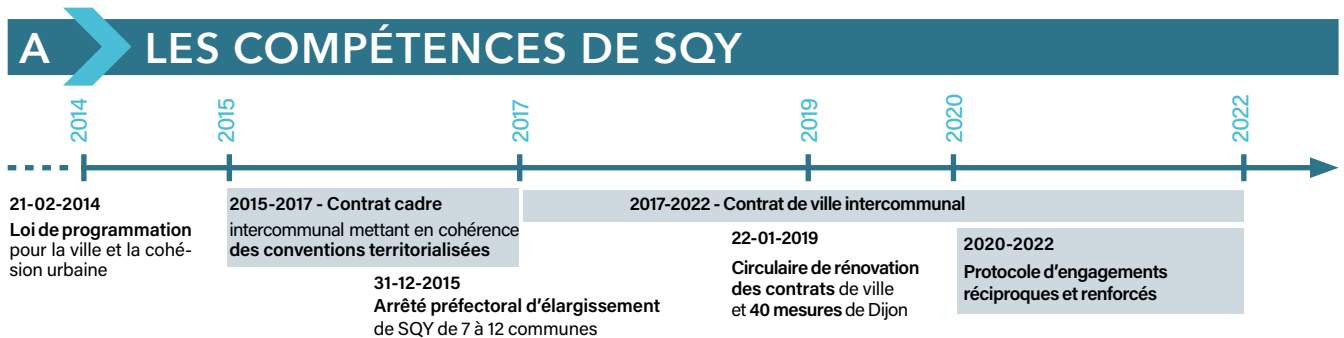 A LES COMPÉTENCES DE SQY
2014
2015
2017
2019
2020
2022
21-02-2014
Loi de programmation
pour la ville et la cohé-
sion urbaine
2015-2017 - Contrat cadre
intercommunal mettant en cohérence
des conventions territorialisées
31-12-2015
Arrêté préfectoral d'élargissement
de SQY de 7 à 12 communes
2017-2022 - Contrat de ville intercommunal
22-01-2019
Circulaire de rénovation
des contrats de ville
et 40 mesures de Dijon
2020-2022
Protocole d'engagements
réciproques et renforcés